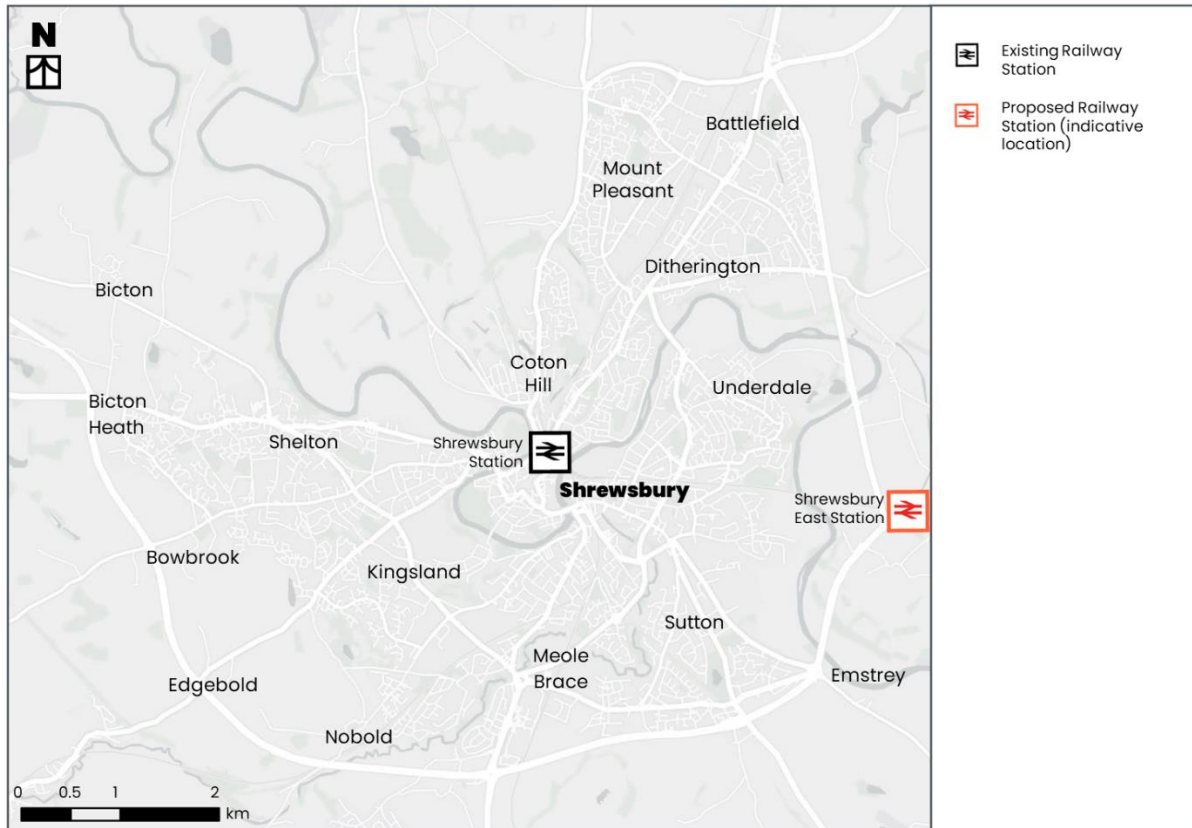 N
Existing Railway
Station
Proposed Railway
Station (indicative
location)
Battlefield
Mount
Pleasant
Ditherington
Bicton
Coton
Hill
Underdale
Bicton
Heath
Shelton
Shrewsbury
Station
Shrewsbury
Shrewsbury
East Station
Bowbrook
Kingsland
Sutton
Meole
Brace
Emstrey
Edgebold
Nobold
0 0.5 1 2
km